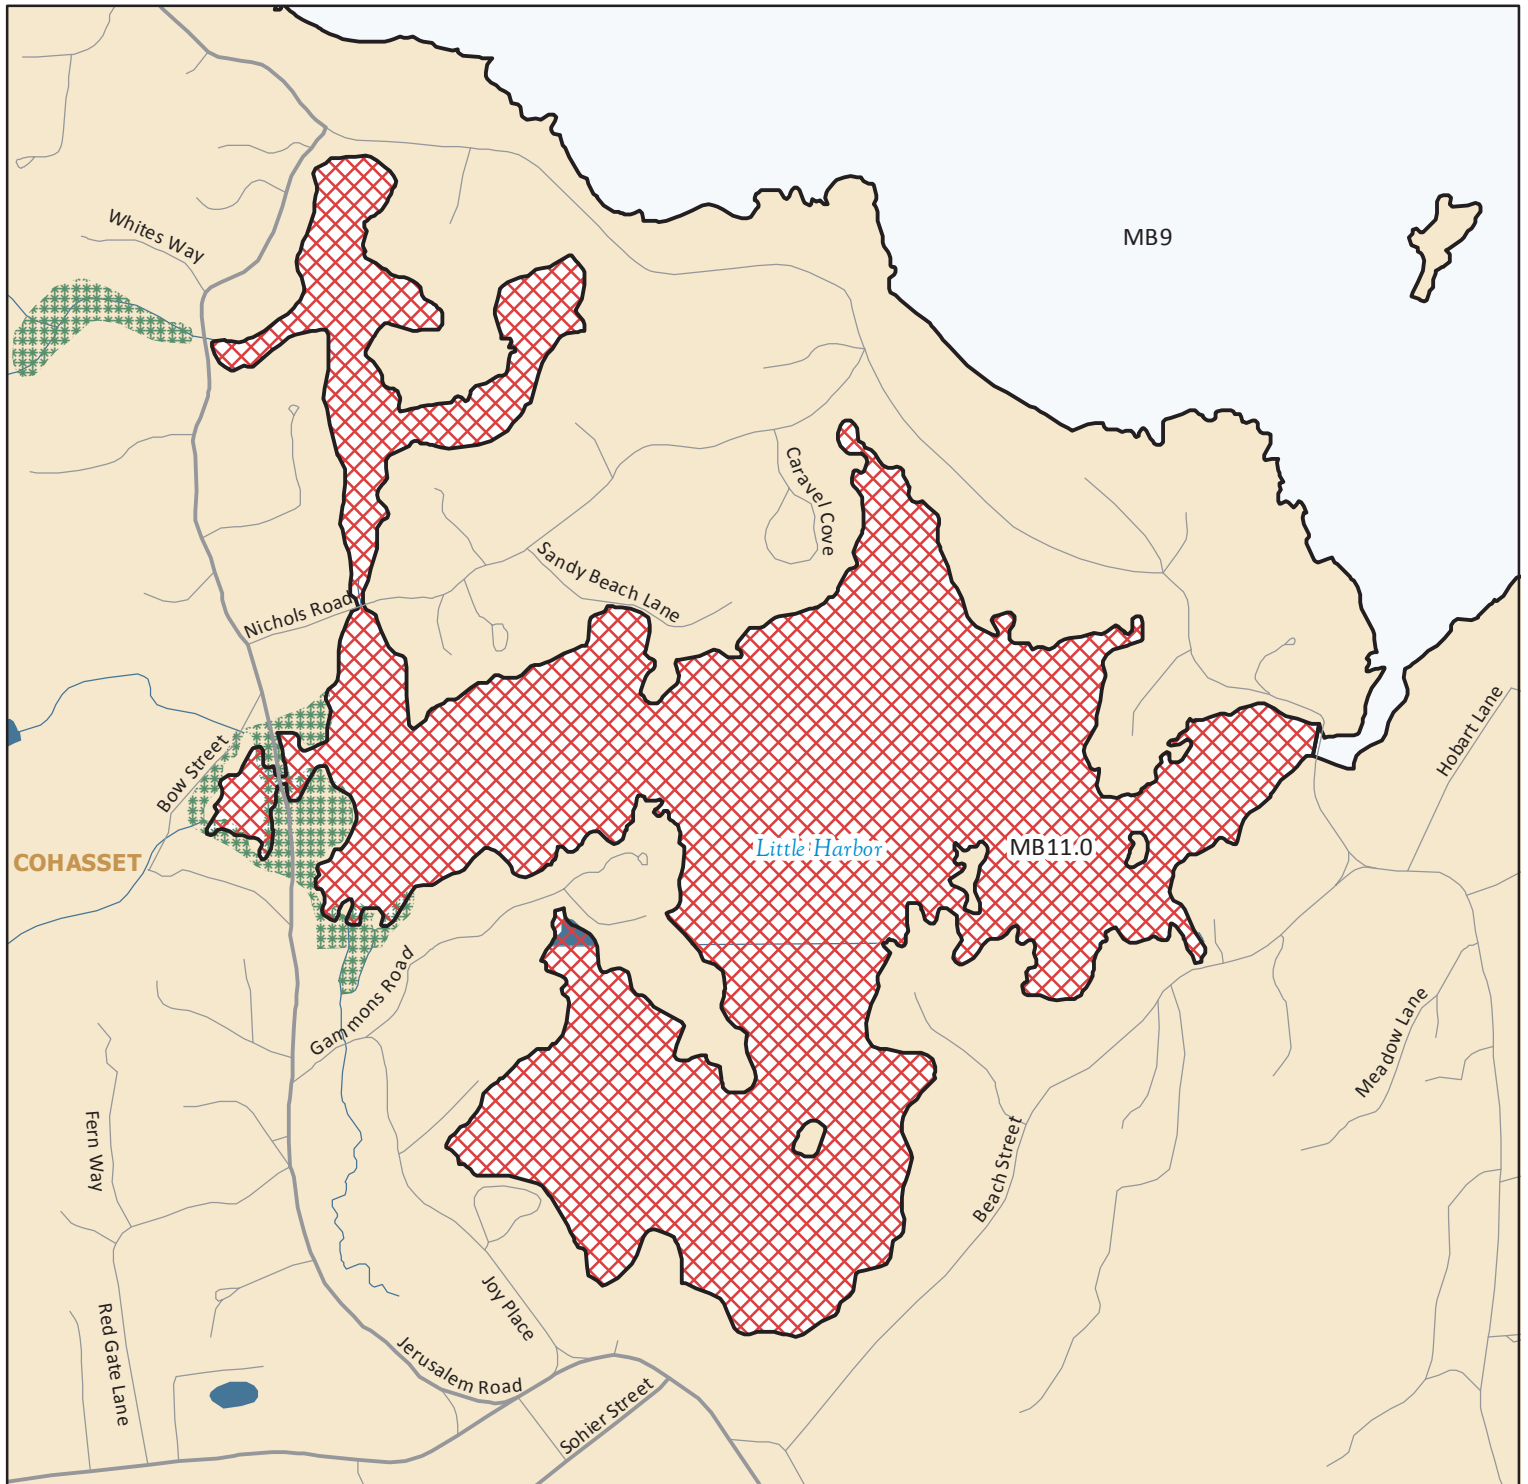 Whites Way
MB9
Caravel Cove
Sandy Beach Lane
Nichols Road
Hobart Lane
Bow Street
COHASSET
Little Harbor
MB11.0
Gammons Road
Meadow Lane
Fern Way
Beach Street
Joy Place
Red Gate Lane
Jerusalem Road
Sohier Street